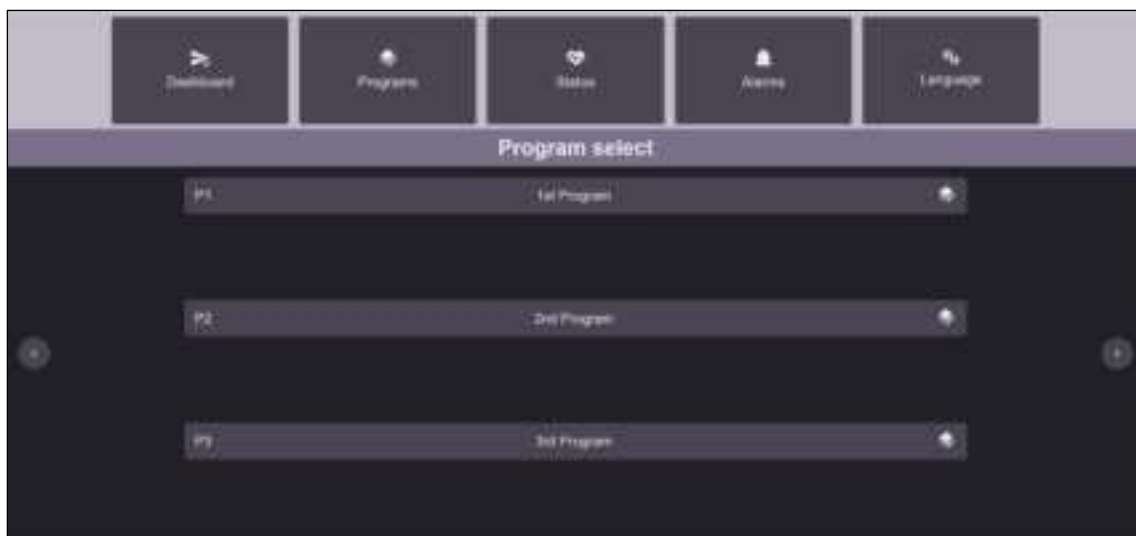 Dashboard
Programs
Status
Alarms
Language
Program select
P1 1st Program
P2 2nd Program
P3 3rd Program